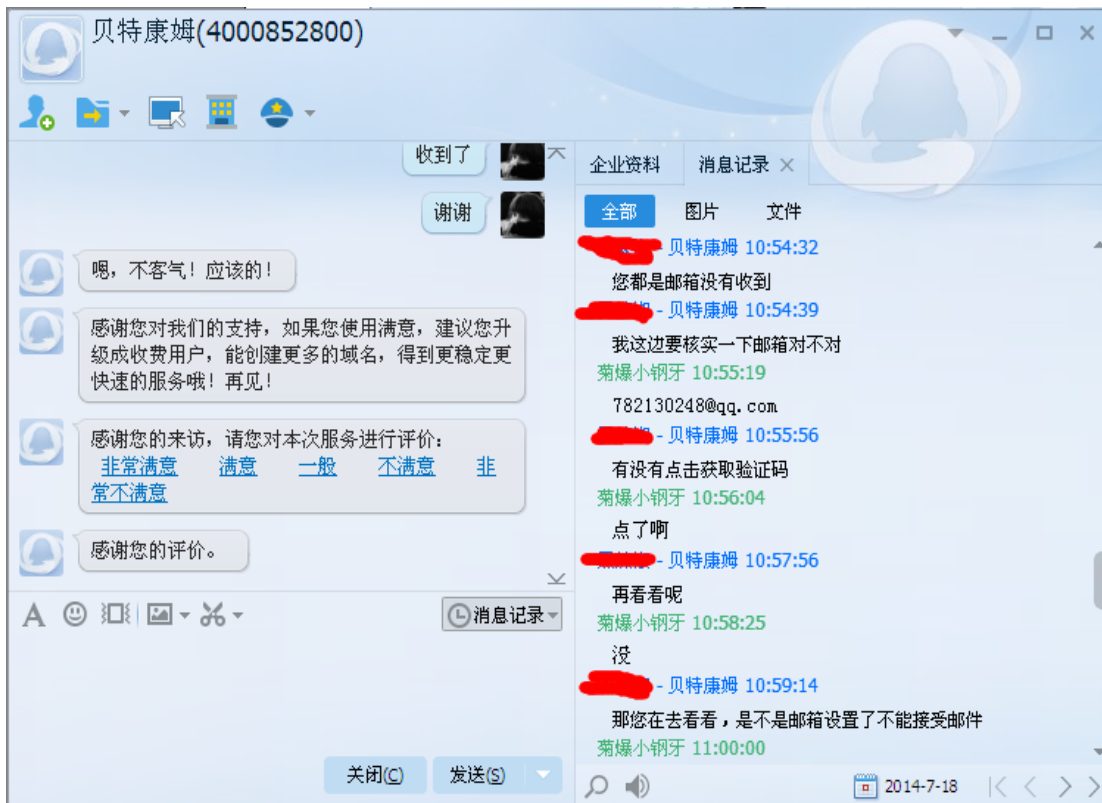 贝特康姆(4000852800)
收到了
谢谢
嗯，不客气！应该的！
感谢您对我们的支持，如果您使用满意，建议您升
级成收费用户，能创建更多的域名，得到更稳定更
快速的服务哦！再见！
感谢您的来访，请您对本次服务进行评价：
非常满意 满意 一般 不满意 非
常不满意
感谢您的评价。
消息记录
关闭(C) 发送(S)
企业资料 消息记录
全部 图片 文件
- 贝特康姆 10:54:32
您都是邮箱没有收到
- 贝特康姆 10:54:39
我这边要核实一下邮箱对不对
菊爆小钢牙 10:55:19
782130248@qq.com
- 贝特康姆 10:55:56
有没有点击获取验证码
菊爆小钢牙 10:56:04
点了啊
- 贝特康姆 10:57:56
再看看呢
菊爆小钢牙 10:58:25
没
- 贝特康姆 10:59:14
那您在去看看，是不是邮箱设置了不能接受邮件
菊爆小钢牙 11:00:00
2014-7-18